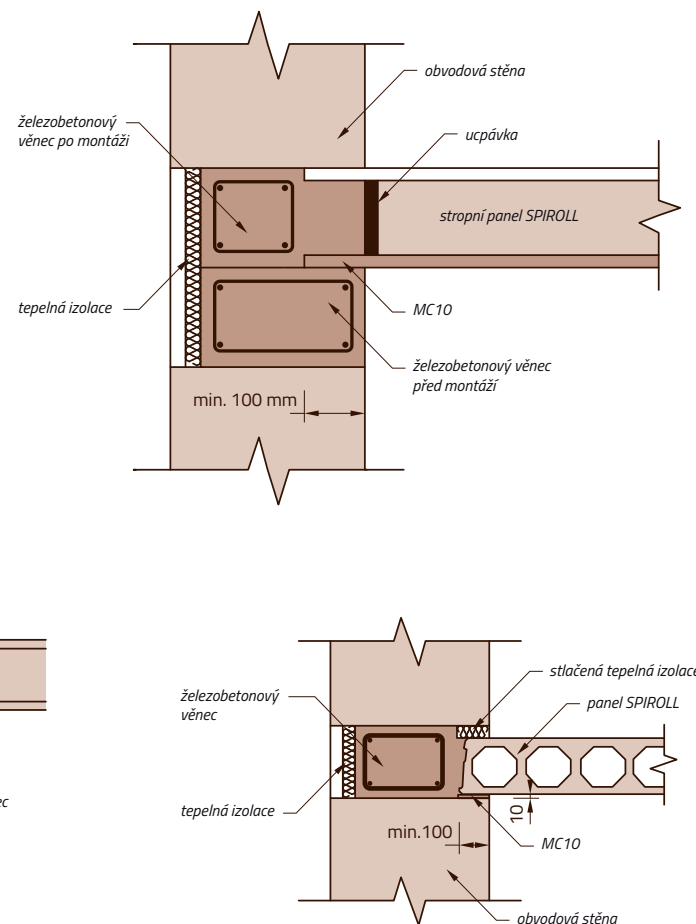 obvodová stěna
železobetonový
věnec po montáži
ucpávka
stropní panel SPIROLL
tepelná izolace
MC10
železobetonový věnec
před montáží
min. 100 mm
stlačená tepelná izolace
železobetonový
věnec
panel SPIROLL
ec
tepelná izolace
10
min.100
MC10
obvodová stěna